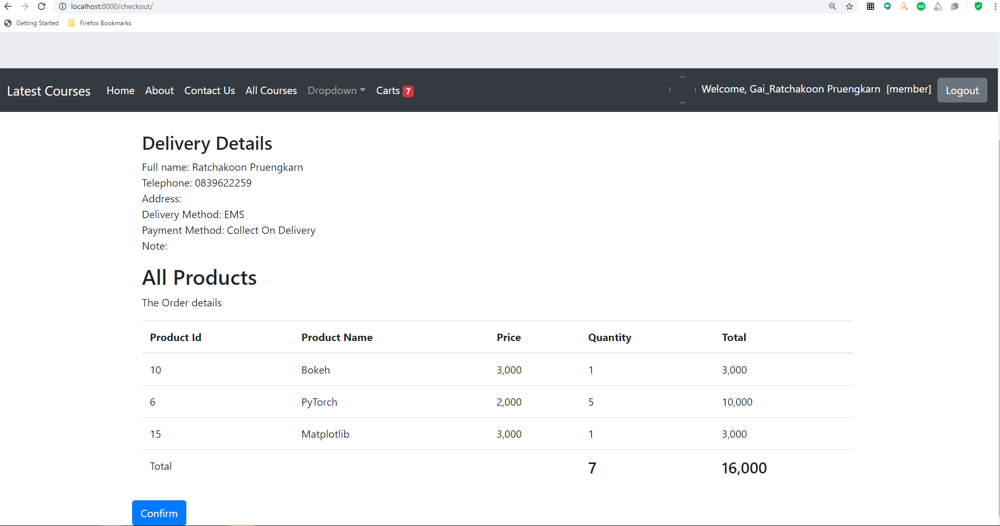 localhost:8000/checkout/
Getting Started Firefox Bookmarks
Latest Courses Home About Contact Us All Courses Dropdown Carts 7 Welcome, Gai_Ratchakoon Pruengkarn [member] Logout
Delivery Details
Full name: Ratchakoon Pruengkarn
Telephone: 0839622259
Address:
Delivery Method: EMS
Payment Method: Collect On Delivery
Note:
All Products
The Order details
Product Id Product Name Price Quantity Total
10 Bokeh 3,000 1 3,000
6 PyTorch 2,000 5 10,000
15 Matplotlib 3,000 1 3,000
Total 7 16,000
Confirm